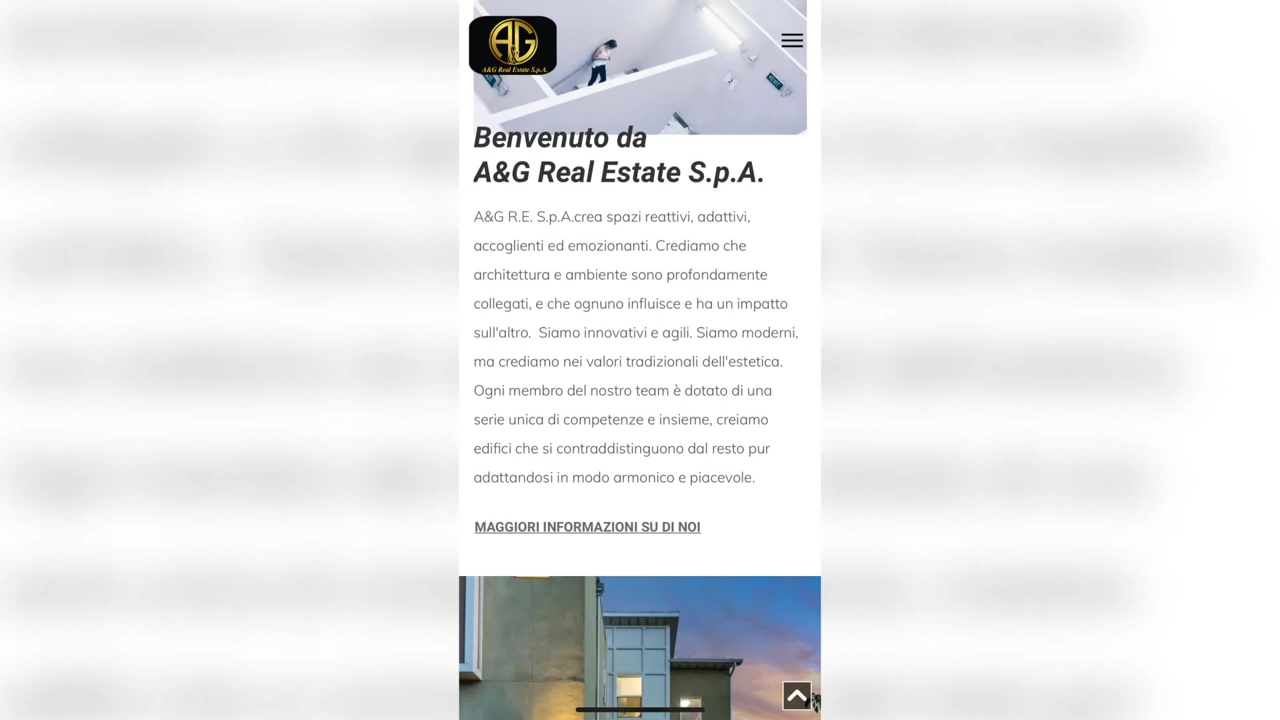 A&G
A&G Real Estate S.p.A.
Benvenuto da
A&G Real Estate S.p.A.
A&G R.E. S.p.A.crea spazi reattivi, adattivi,
accoglienti ed emozionanti. Crediamo che
architettura e ambiente sono profondamente
collegati, e che ognuno influisce e ha un impatto
sull'altro.  Siamo innovativi e agili. Siamo moderni,
ma crediamo nei valori tradizionali dell'estetica.
Ogni membro del nostro team è dotato di una
serie unica di competenze e insieme, creiamo
edifici che si contraddistinguono dal resto pur
adattandosi in modo armonico e piacevole.
MAGGIORI INFORMAZIONI SU DI NOI